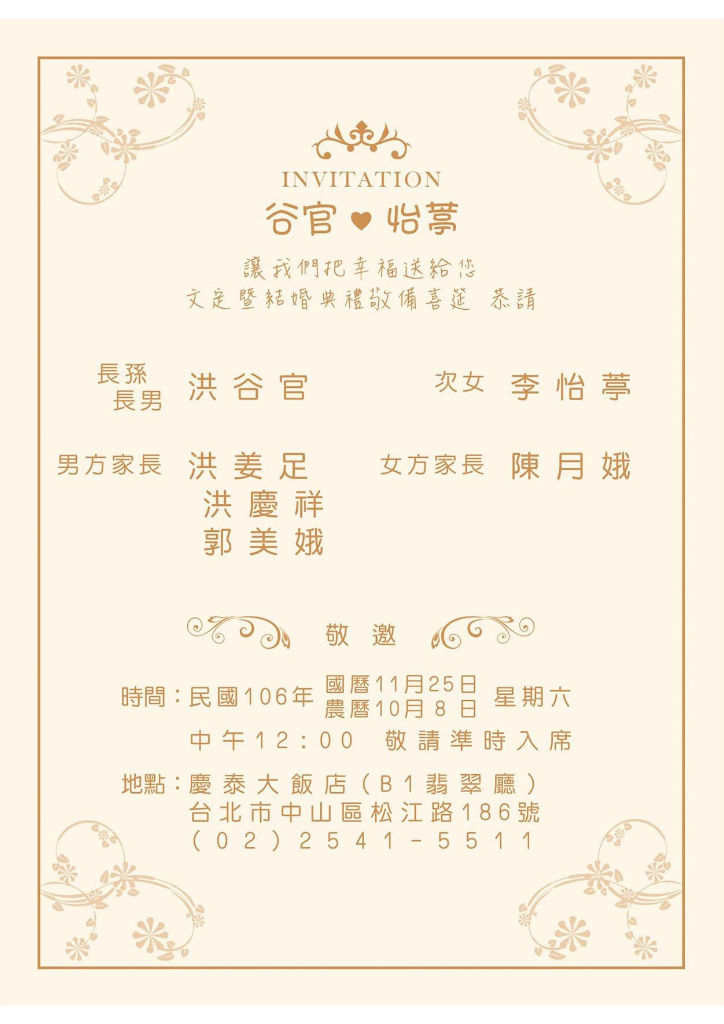 INVITATION
谷官♥怡葶
讓我們把幸福送給您
文定暨結婚典禮敬備喜筵 恭請
長孫
長男 洪谷官 次女 李怡葶
男方家長 洪姜足 女方家長 陳月娥
洪慶祥
郭美娥
敬邀
時間：民國106年 國曆11月25日 星期六
農曆10月8日
中午12:00 敬請準時入席
地點：慶泰大飯店(B1翡翠廳)
台北市中山區松江路186號
(02)2541-5511